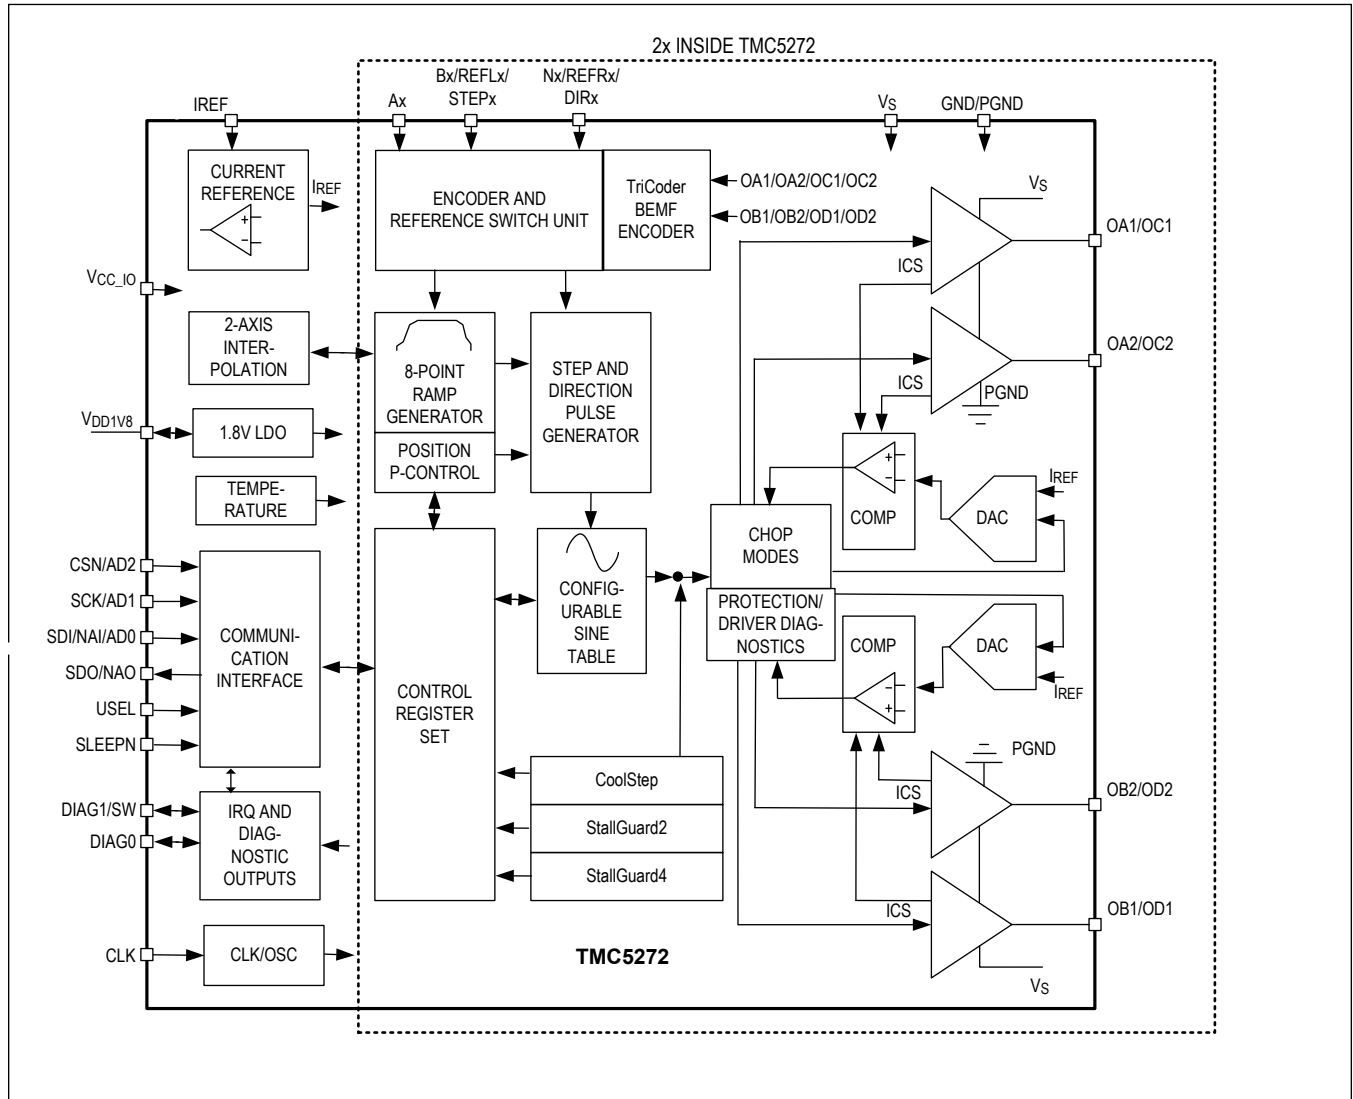 2x INSIDE TMC5272
IREF
Ax
Bx/REFLx/
STEPx
Nx/REFRx/
DIRx
VS
GND/PGND
CURRENT
REFERENCE
IREF
ENCODER AND
REFERENCE SWITCH UNIT
TriCoder
BEMF
ENCODER
OA1/OA2/OC1/OC2
OB1/OB2/OD1/OD2
VS
ICS
OA1/OC1
VCC_IO
2-AXIS
INTER-
POLATION
8-POINT
RAMP
GENERATOR
POSITION
P-CONTROL
STEP AND
DIRECTION
PULSE
GENERATOR
ICS
PGND
OA2/OC2
VDD1V8
1.8V LDO
TEMPE-
RATURE
COMP
DAC
IREF
CSN/AD2
SCK/AD1
SDI/NAI/AD0
SDO/NAO
USEL
SLEEPN
COMMUNI-
CATION
INTERFACE
CONTROL
REGISTER
SET
CONFIG-
URABLE
SINE
TABLE
CHOP
MODES
PROTECTION/
DRIVER DIAG-
NOSTICS
COMP
DAC
IREF
CoolStep
StallGuard2
StallGuard4
PGND
ICS
OB2/OD2
DIAG1/SW
DIAG0
IRQ AND
DIAG-
NOSTIC
OUTPUTS
ICS
OB1/OD1
VS
CLK
CLK/OSC
TMC5272